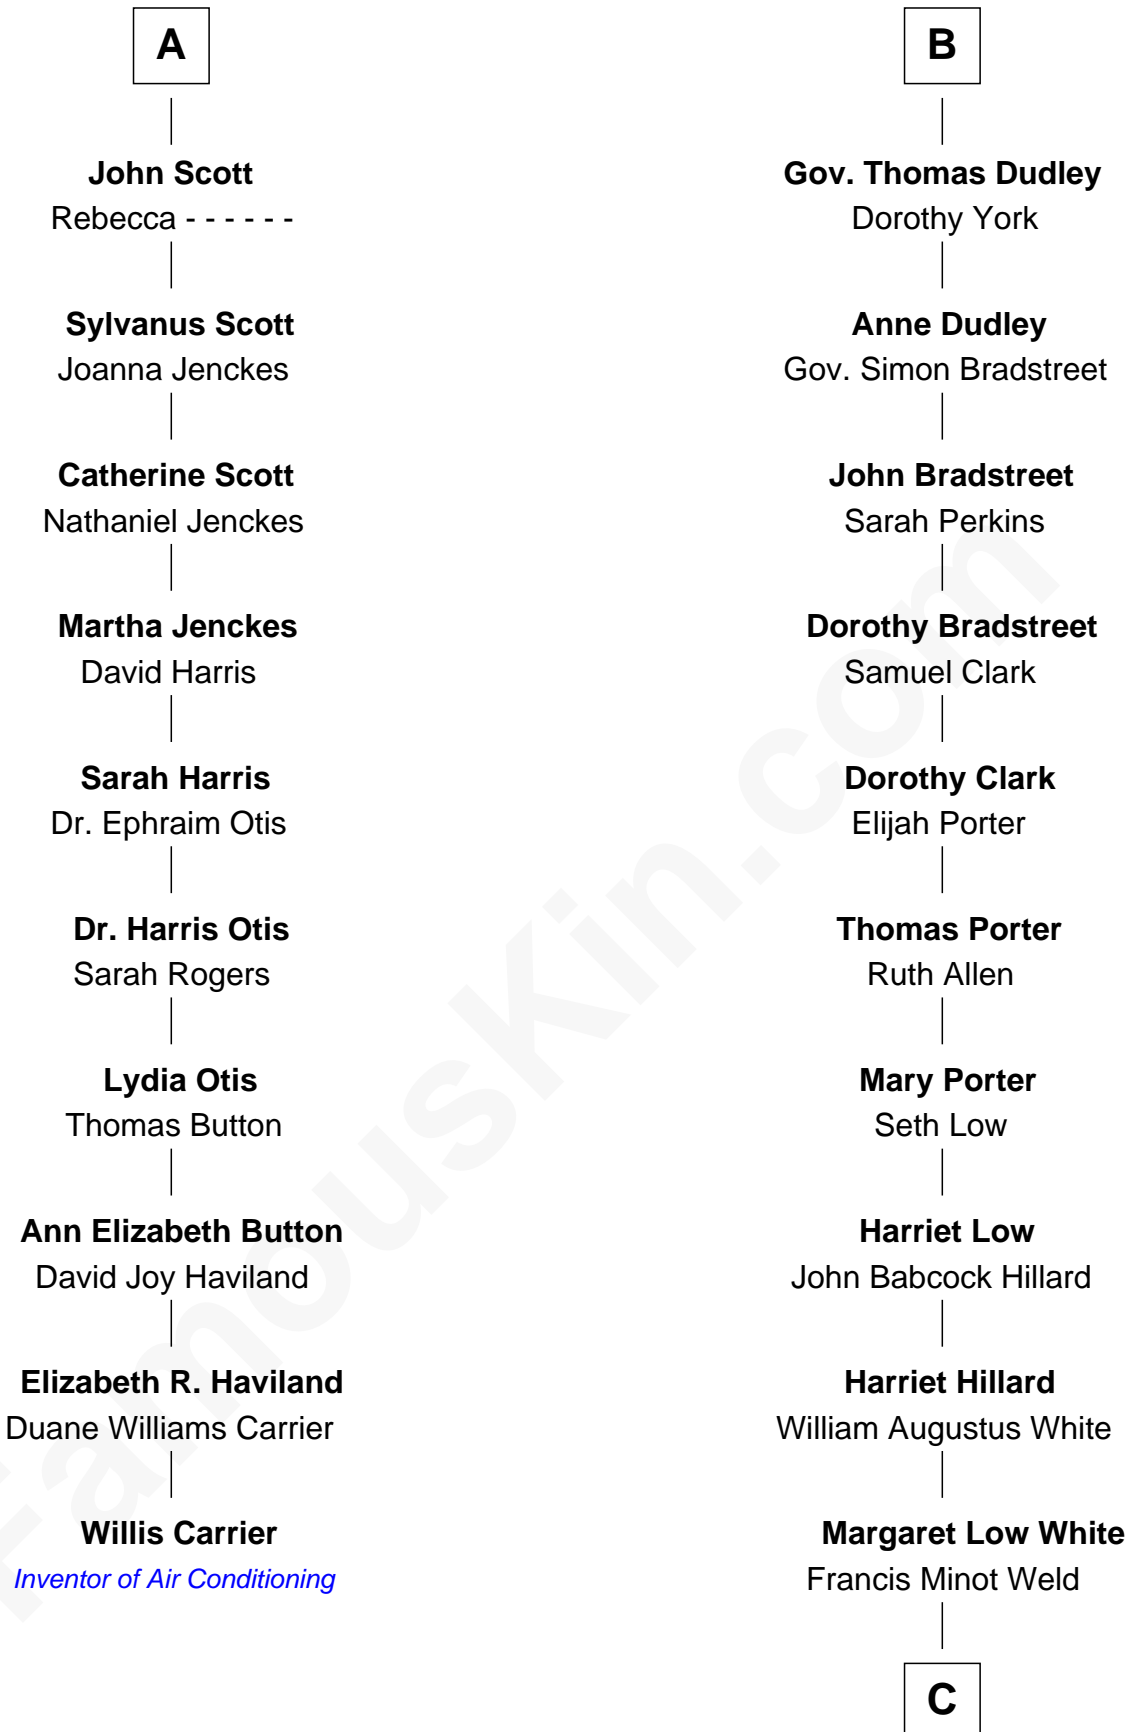 A
John Scott
Rebecca - - - - - -
Sylvanus Scott
Joanna Jenckes
Catherine Scott
Nathaniel Jenckes
Martha Jenckes
David Harris
Sarah Harris
Dr. Ephraim Otis
Dr. Harris Otis
Sarah Rogers
Lydia Otis
Thomas Button
Ann Elizabeth Button
David Joy Haviland
Elizabeth R. Haviland
Duane Williams Carrier
Willis Carrier
Inventor of Air Conditioning
B
Gov. Thomas Dudley
Dorothy York
Anne Dudley
Gov. Simon Bradstreet
John Bradstreet
Sarah Perkins
Dorothy Bradstreet
Samuel Clark
Dorothy Clark
Elijah Porter
Thomas Porter
Ruth Allen
Mary Porter
Seth Low
Harriet Low
John Babcock Hillard
Harriet Hillard
William Augustus White
Margaret Low White
Francis Minot Weld
C
FamousKin.com